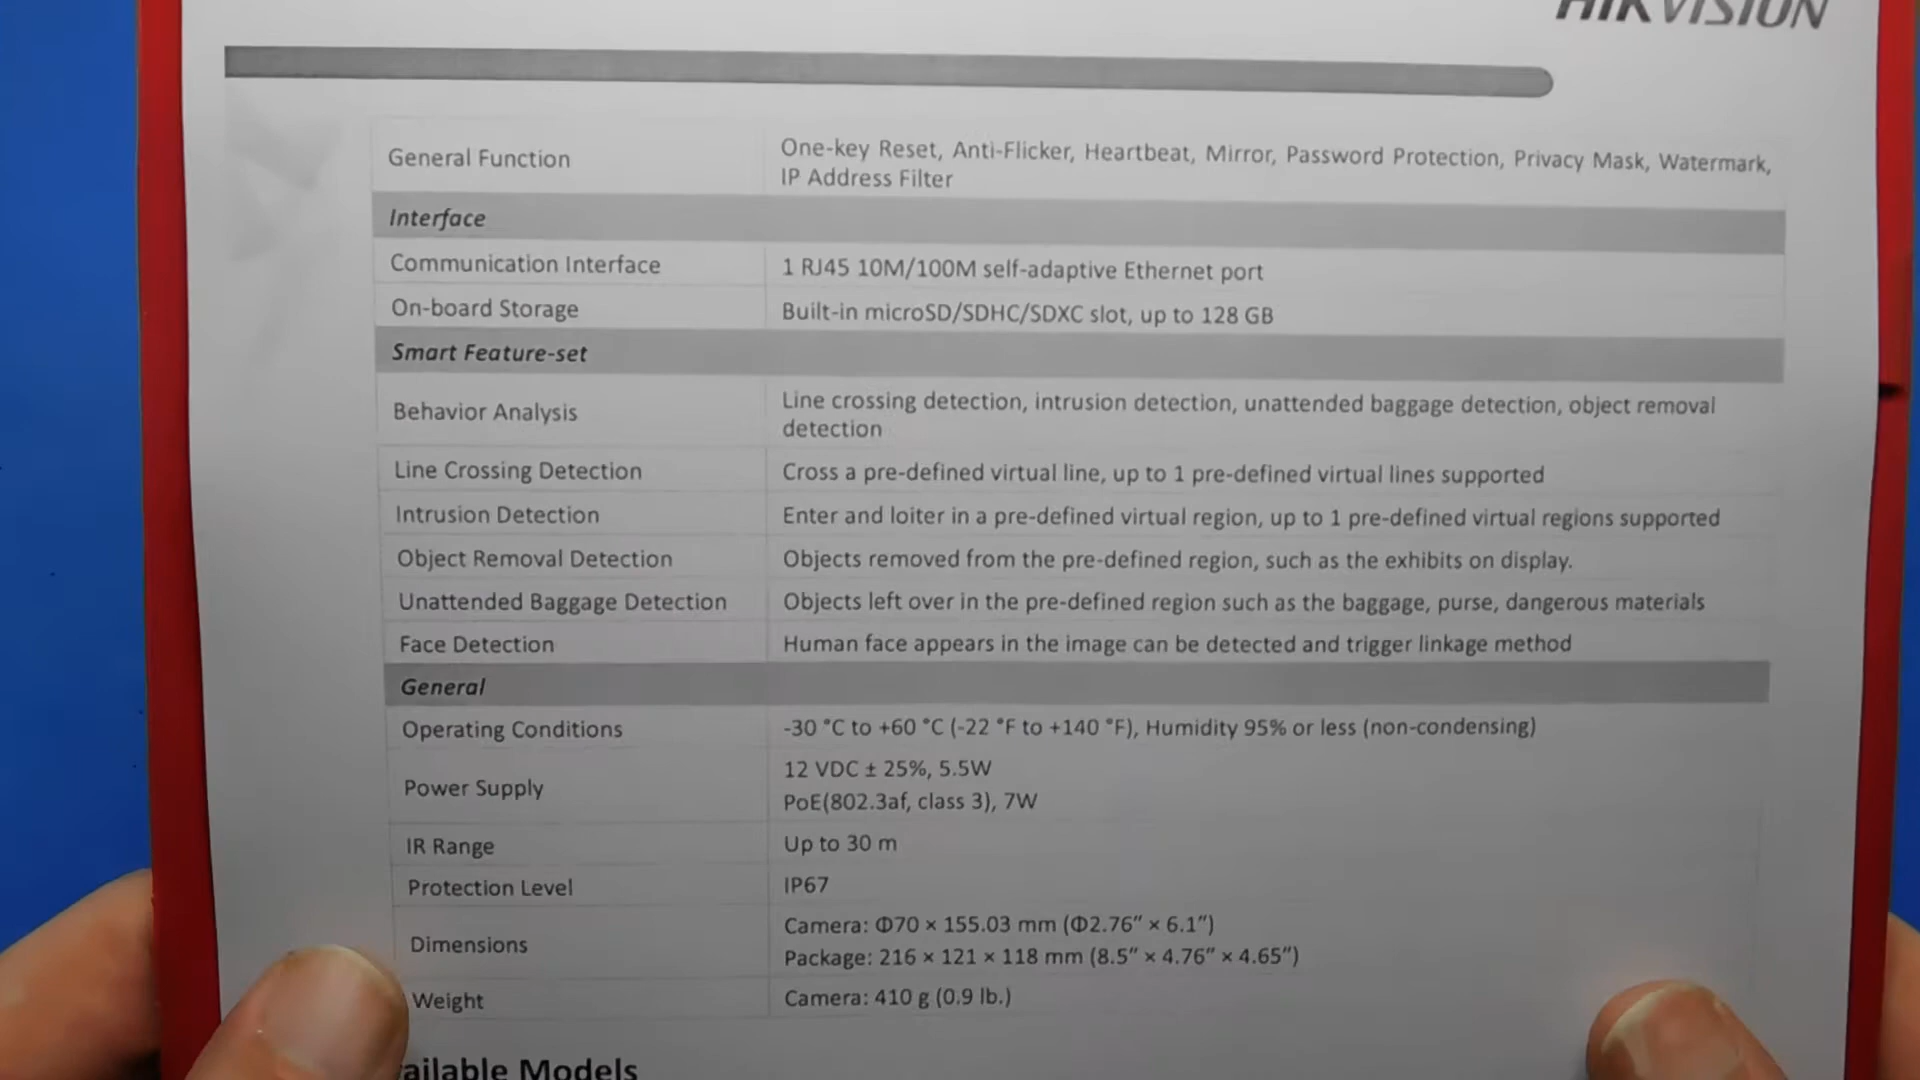 HIKVISION
General Function
One-key Reset, Anti-Flicker, Heartbeat, Mirror, Password Protection, Privacy Mask, Watermark,
IP Address Filter
Interface
Communication Interface
1 RJ45 10M/100M self-adaptive Ethernet port
On-board Storage
Built-in microSD/SDHC/SDXC slot, up to 128 GB
Smart Feature-set
Behavior Analysis
Line crossing detection, intrusion detection, unattended baggage detection, object removal
detection
Line Crossing Detection
Cross a pre-defined virtual line, up to 1 pre-defined virtual lines supported
Intrusion Detection
Enter and loiter in a pre-defined virtual region, up to 1 pre-defined virtual regions supported
Object Removal Detection
Objects removed from the pre-defined region, such as the exhibits on display.
Unattended Baggage Detection
Objects left over in the pre-defined region such as the baggage, purse, dangerous materials
Face Detection
Human face appears in the image can be detected and trigger linkage method
General
Operating Conditions
-30 °C to +60 °C (-22 °F to +140 °F), Humidity 95% or less (non-condensing)
Power Supply
12 VDC ± 25%, 5.5W
PoE(802.3af, class 3), 7W
IR Range
Up to 30 m
Protection Level
IP67
Dimensions
Camera: Φ70 × 155.03 mm (Φ2.76″ × 6.1″)
Package: 216 × 121 × 118 mm (8.5″ × 4.76″ × 4.65″)
Weight
Camera: 410 g (0.9 lb.)
ailable Models